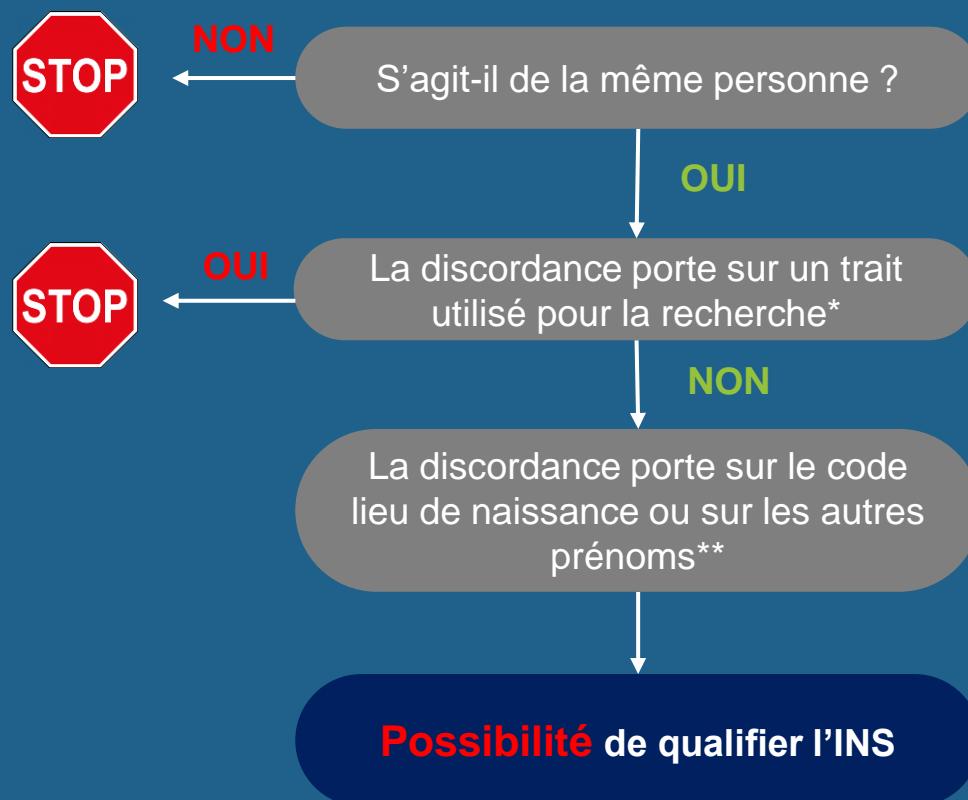 STOP
NON
S’agit-il de la même personne ?
OUI
STOP
OUI
La discordance porte sur un trait
utilisé pour la recherche*
NON
La discordance porte sur le code
lieu de naissance ou sur les autres
prénoms**
Possibilité de qualifier l’INS